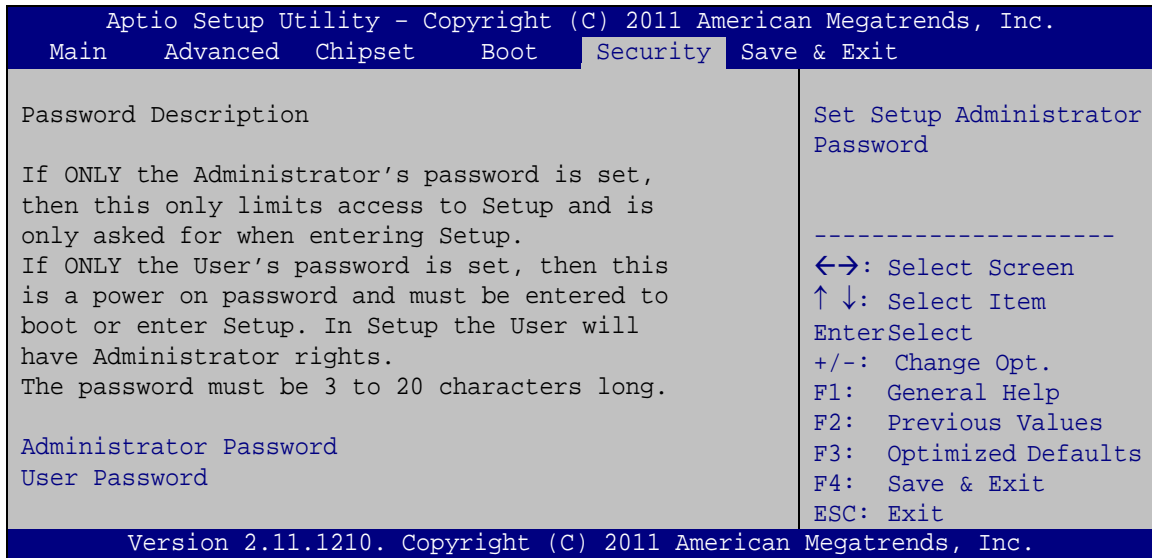 Aptio Setup Utility – Copyright (C) 2011 American Megatrends, Inc.
Main Advanced Chipset Boot Security Save & Exit
Password Description
If ONLY the Administrator’s password is set,
then this only limits access to Setup and is
only asked for when entering Setup.
If ONLY the User’s password is set, then this
is a power on password and must be entered to
boot or enter Setup. In Setup the User will
have Administrator rights.
The password must be 3 to 20 characters long.
Administrator Password
User Password
Set Setup Administrator
Password
---------------------
←→: Select Screen
↑ ↓: Select Item
EnterSelect
+/-: Change Opt.
F1: General Help
F2: Previous Values
F3: Optimized Defaults
F4: Save & Exit
ESC: Exit
Version 2.11.1210. Copyright (C) 2011 American Megatrends, Inc.